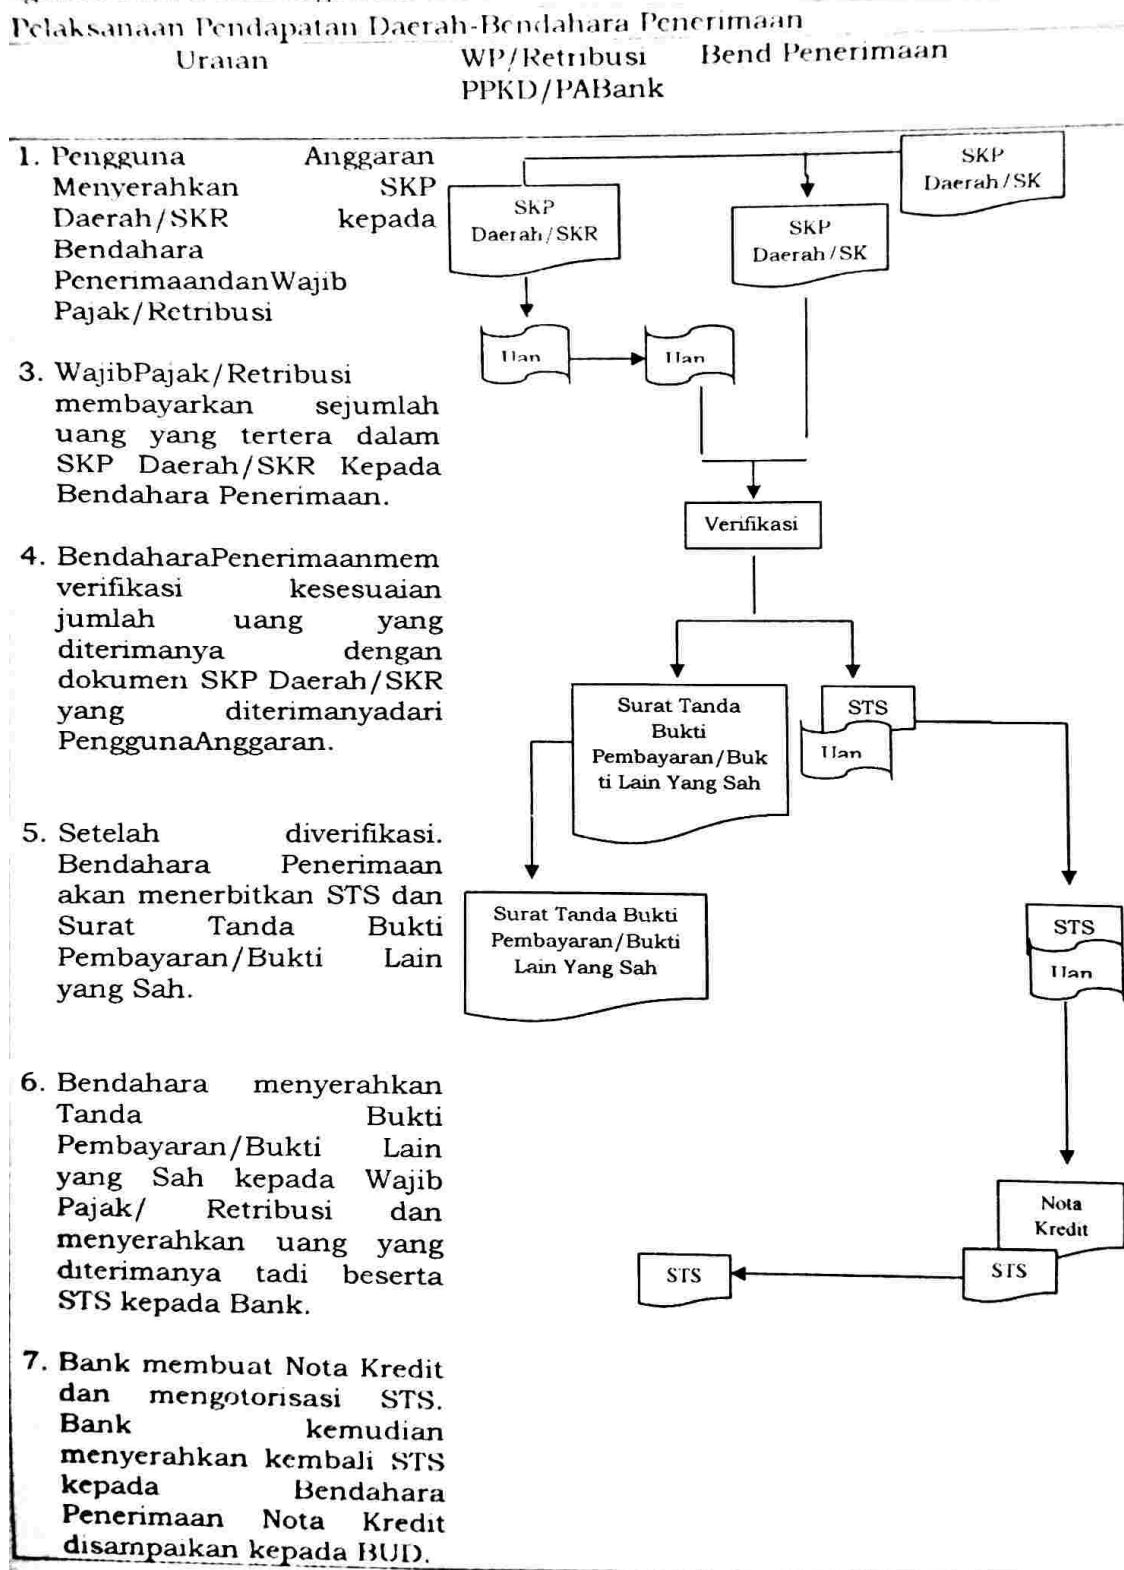 Pelaksanaan Pendapatan Daerah-Bendahara Penerimaan
Uraian
WP/Retribusi
PPKD/PABank
Bend Penerimaan
1. Pengguna Anggaran
Menyerahkan SKP
Daerah/SKR kepada
Bendahara
PenerimaandanWajib
Pajak/Retribusi
3. WajibPajak/Retribusi
membayarkan sejumlah
uang yang tertera dalam
SKP Daerah/SKR Kepada
Bendahara Penerimaan.
4. BendaharaPenerimaanmem
verifikasi kesesuaian
jumlah uang yang
diterimanya dengan
dokumen SKP Daerah/SKR
yang diterimanyadari
PenggunaAnggaran.
5. Setelah diverifikasi.
Bendahara Penerimaan
akan menerbitkan STS dan
Surat Tanda Bukti
Pembayaran/Bukti Lain
yang Sah.
6. Bendahara menyerahkan
Tanda Bukti
Pembayaran/Bukti Lain
yang Sah kepada Wajib
Pajak/ Retribusi dan
menyerahkan uang yang
diterimanya tadi beserta
STS kepada Bank.
7. Bank membuat Nota Kredit
dan mengotorisasi STS.
Bank kemudian
menyerahkan kembali STS
kepada Bendahara
Penerimaan Nota Kredit
disampaikan kepada BUD.
SKP
Daerah/SK
SKP
Daerah/SKR
SKP
Daerah/SK
Uan
Uan
Verifikasi
Surat Tanda
Bukti
Pembayaran/Buk
ti Lain Yang Sah
STS
Uan
Surat Tanda Bukti
Pembayaran/Bukti
Lain Yang Sah
STS
Uan
Nota
Kredit
STS
STS